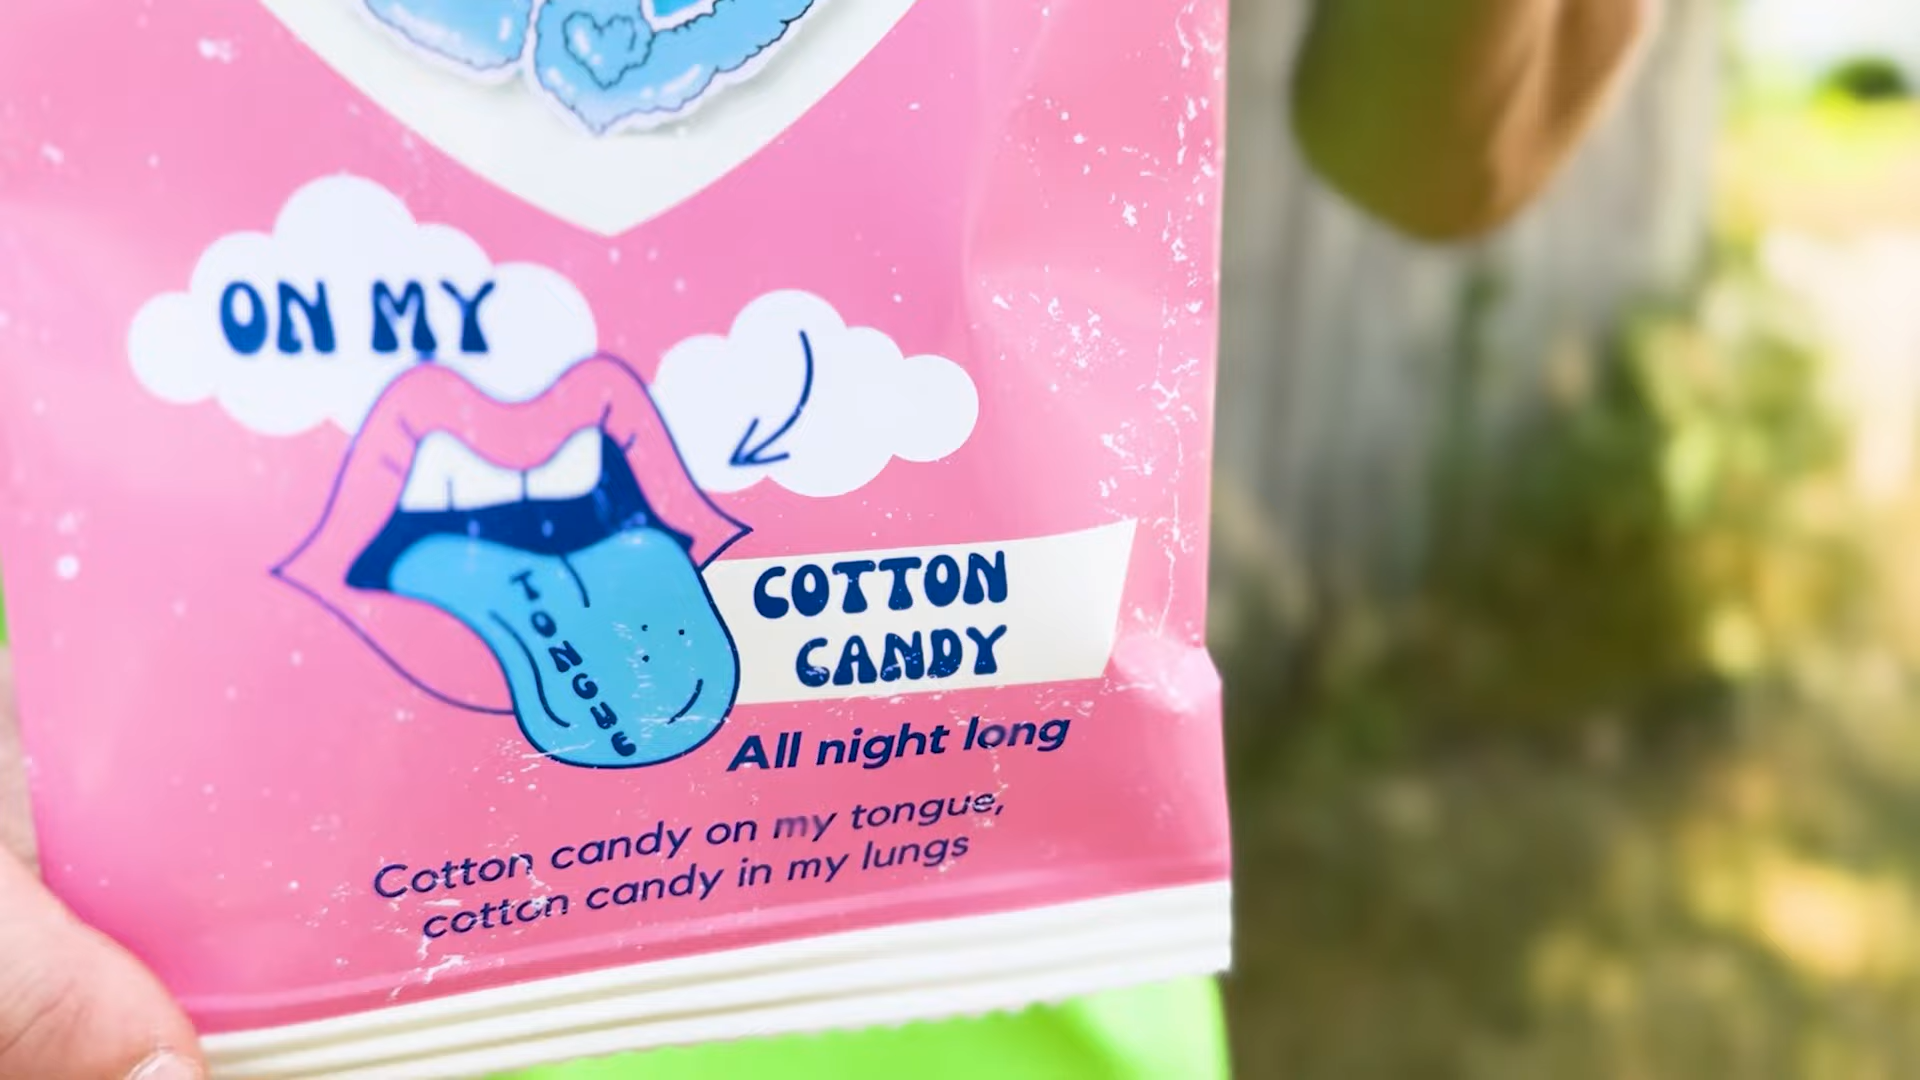 ON MY
TONGUE
COTTON
CANDY
All night long
Cotton candy on my tongue,
cotton candy in my lungs